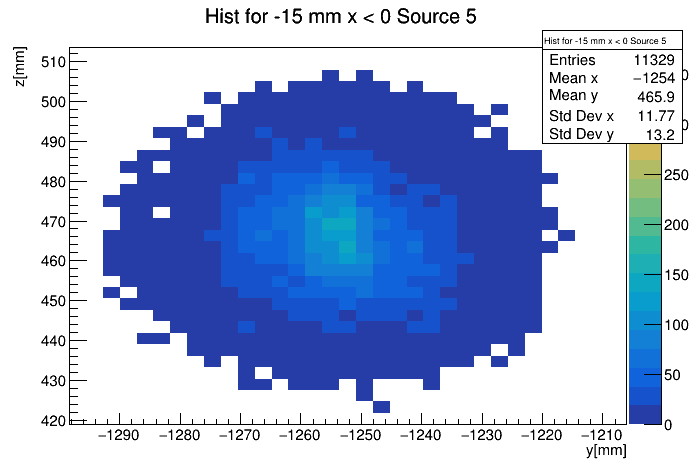 Hist for -15 mm x < 0 Source 5
Hist for -15 mm x < 0 Source 5
Entries 11329
Mean x −1254
Mean y 465.9
Std Dev x 11.77
Std Dev y 13.2
z[mm]
510
500
490
480
470
460
450
440
430
420
−1290 −1280 −1270 −1260 −1250 −1240 −1230 −1220 −1210
y[mm]
250
200
150
100
50
0